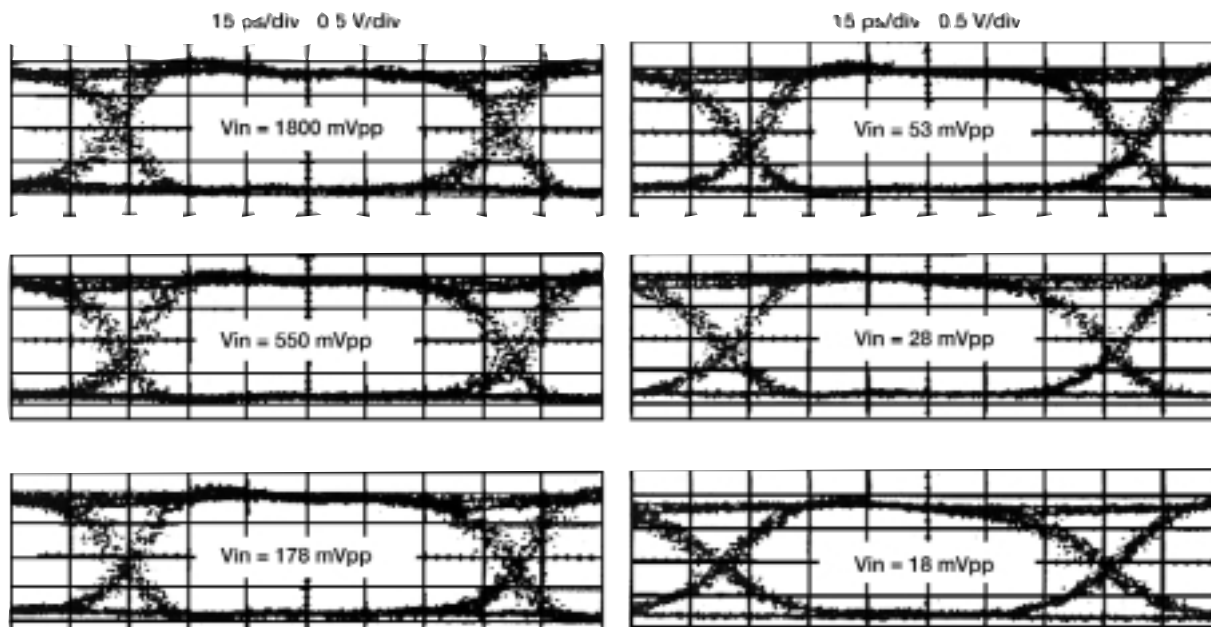 15 ps/div 0.5 V/div
Vin = 1800 mVpp
Vin = 550 mVpp
Vin = 178 mVpp
15 ps/div 0.5 V/div
Vin = 53 mVpp
Vin = 28 mVpp
Vin = 18 mVpp